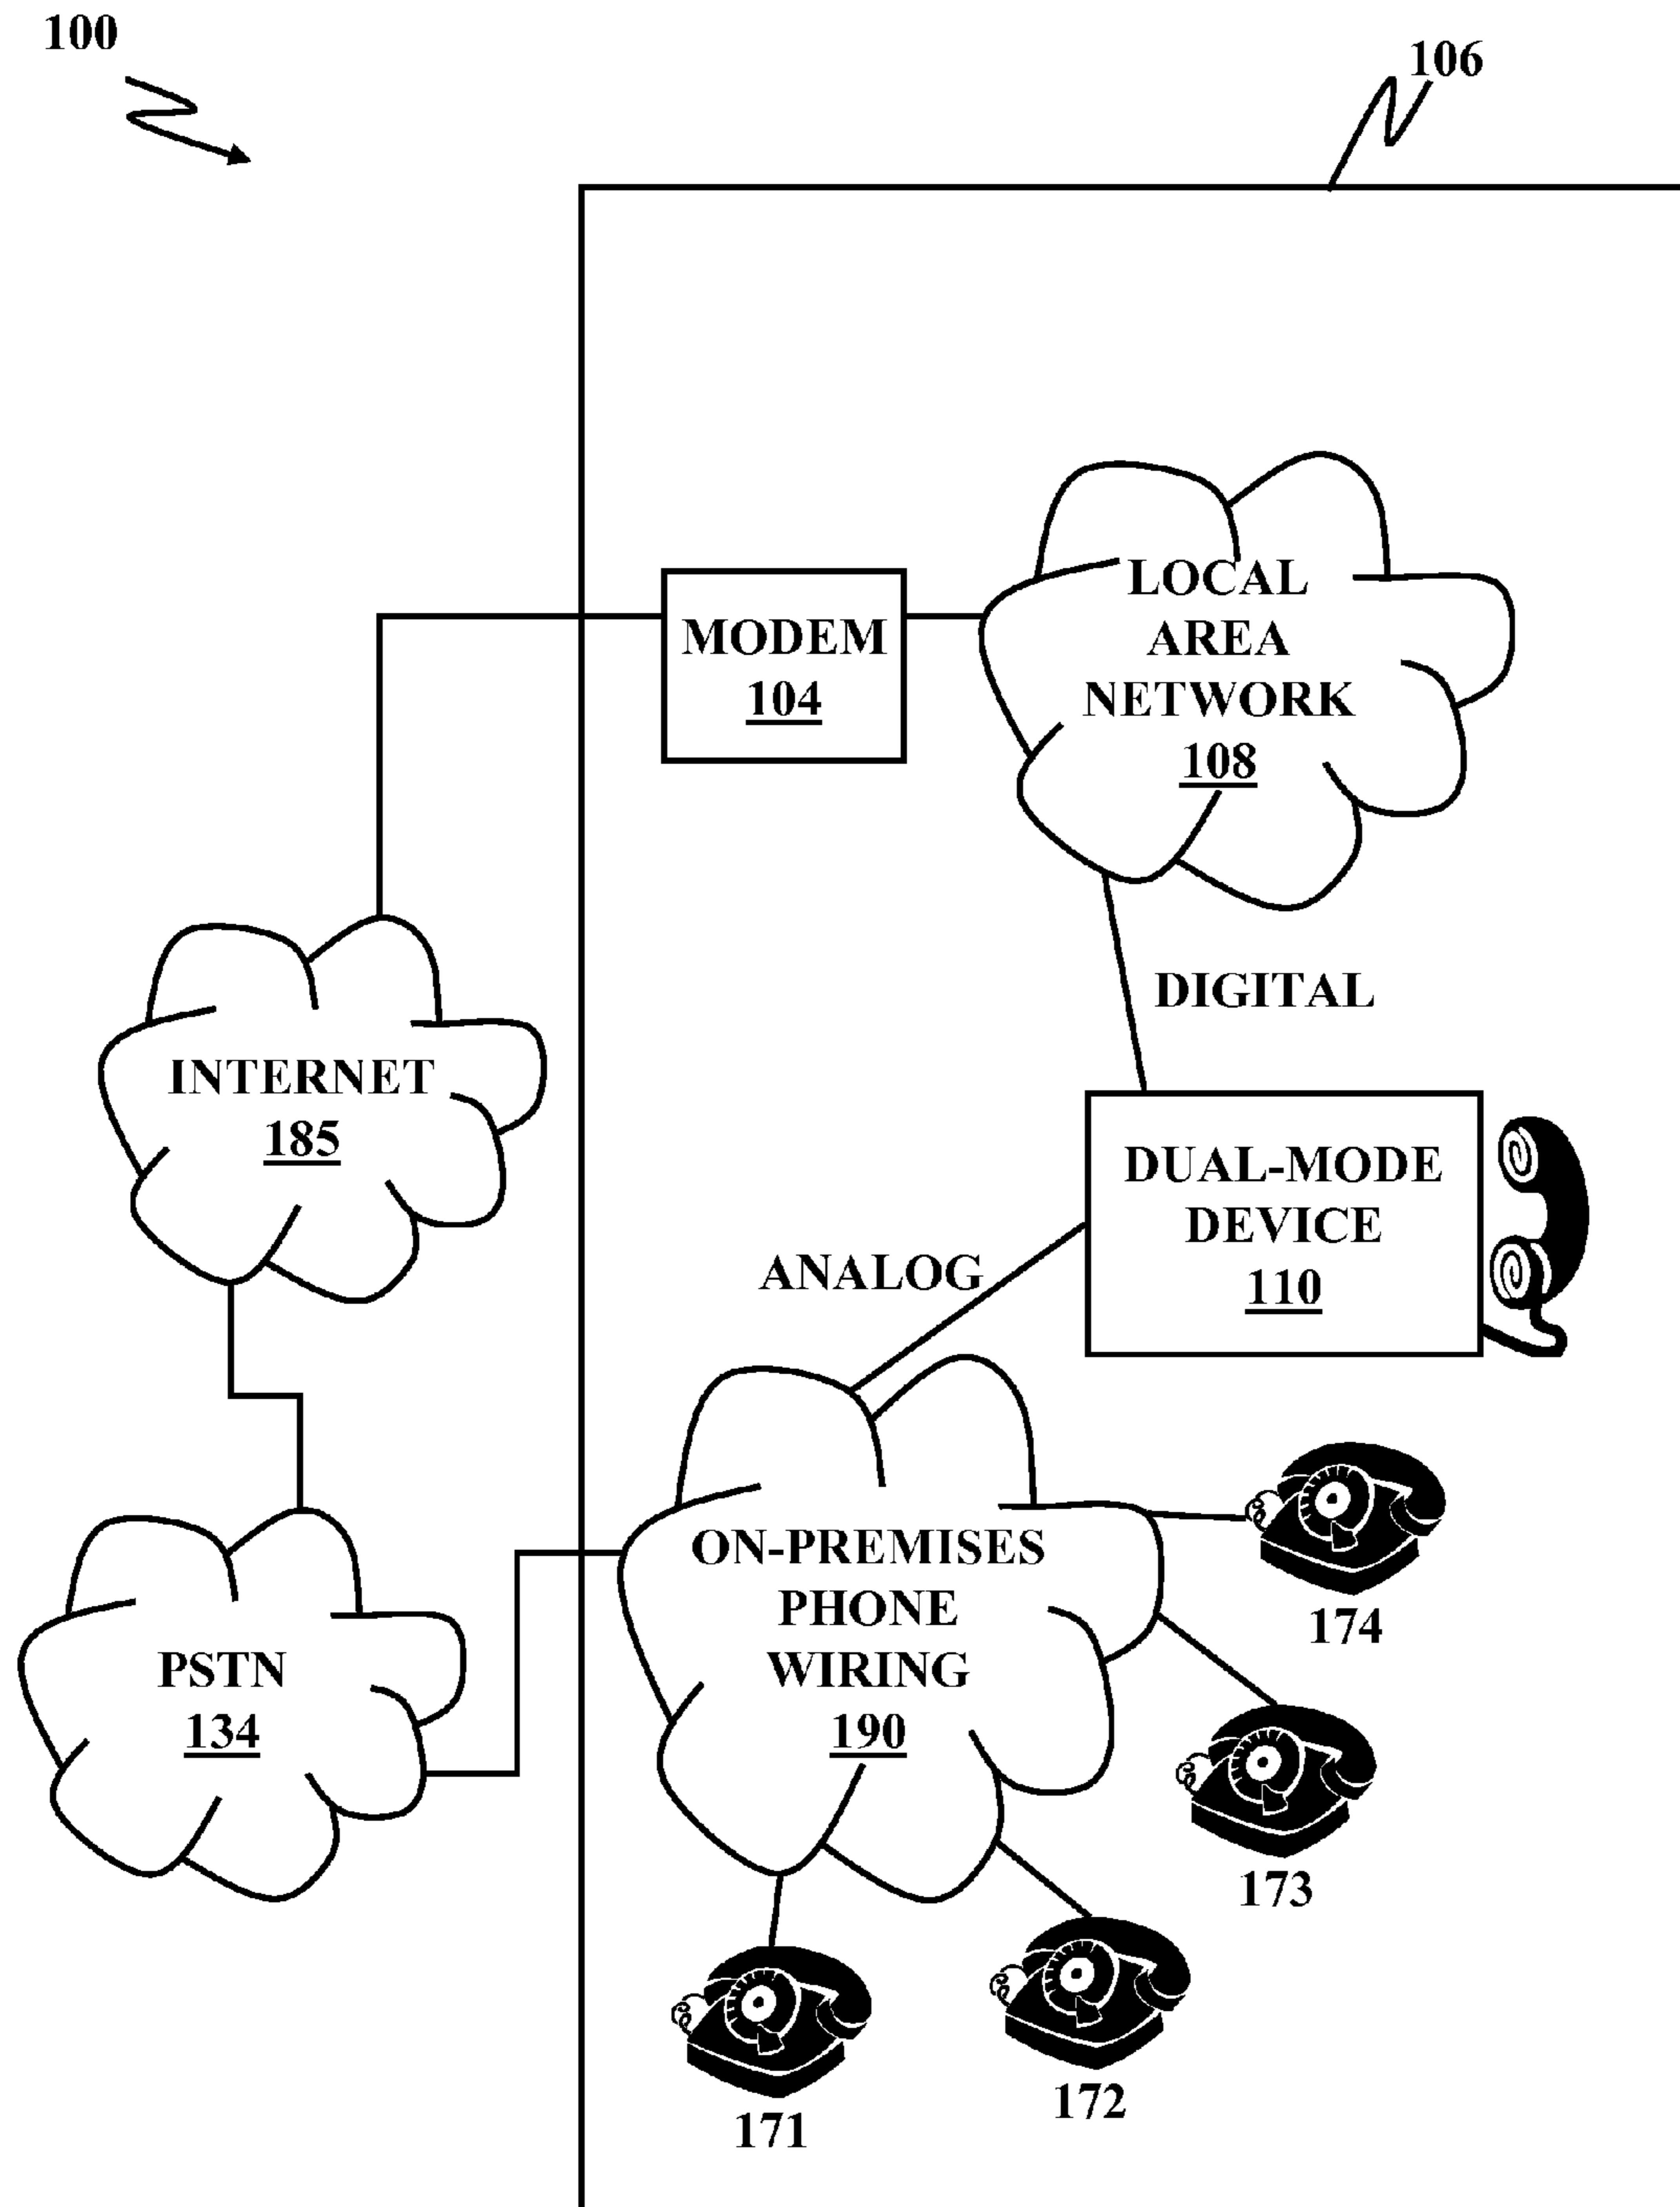 100
106
LOCAL
AREA
NETWORK
108
MODEM
104
DIGITAL
INTERNET
185
DUAL-MODE
DEVICE
110
ANALOG
ON-PREMISES
PHONE
WIRING
190
174
PSTN
134
173
172
171